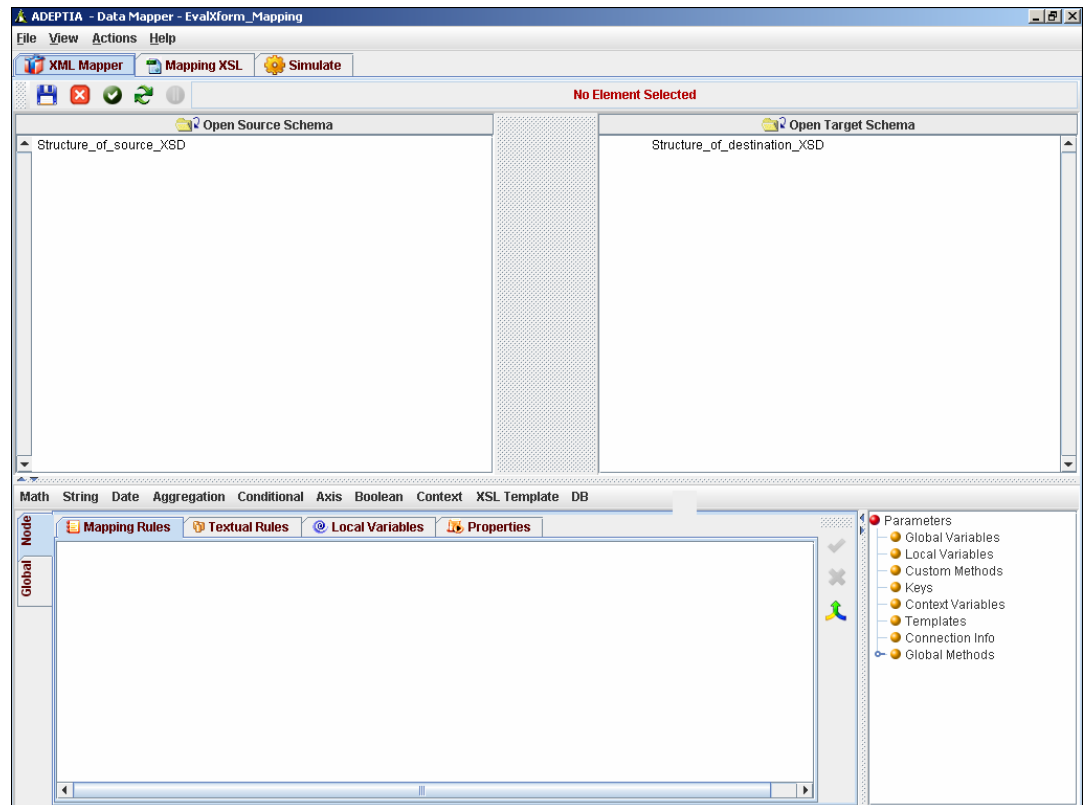 ADEPTIA - Data Mapper - EvalXform_Mapping
File View Actions Help
XML Mapper Mapping XSL Simulate
No Element Selected
Open Source Schema Open Target Schema
Structure_of_source_XSD Structure_of_destination_XSD
Math String Date Aggregation Conditional Axis Boolean Context XSL Template DB
Node
Global
Mapping Rules Textual Rules Local Variables Properties
Parameters
Global Variables
Local Variables
Custom Methods
Keys
Context Variables
Templates
Connection Info
Global Methods